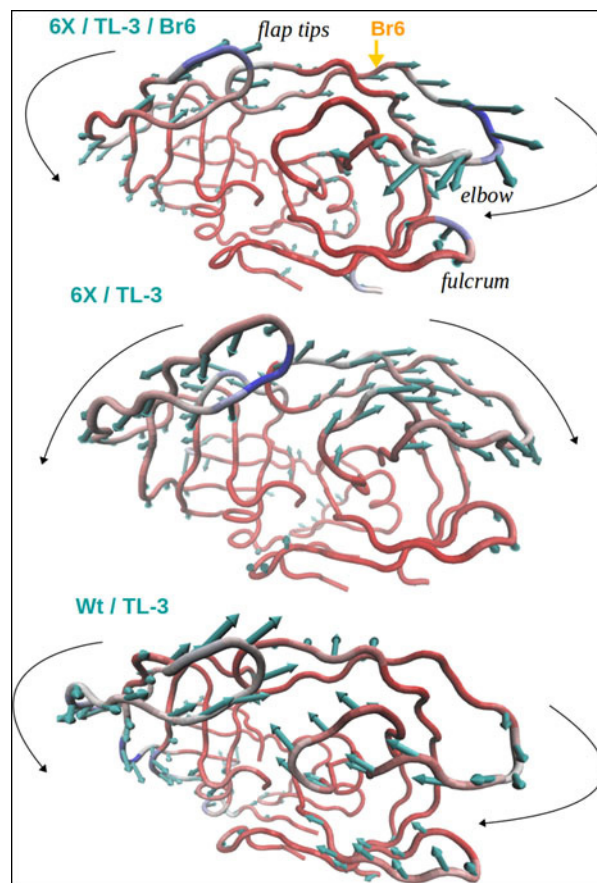 6X / TL-3 / Br6
flap tips
Br6
elbow
fulcrum
6X / TL-3
Wt / TL-3